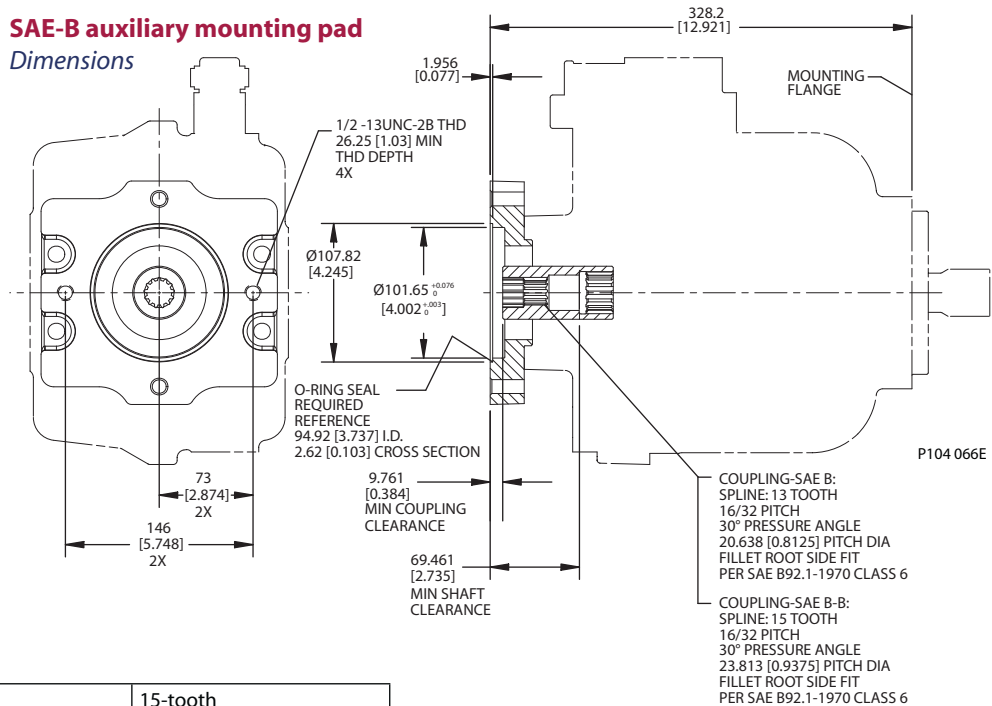 SAE-B auxiliary mounting pad
Dimensions
328.2
[12.921]
1.956
[0.077]
MOUNTING
FLANGE
1/2 -13UNC-2B THD
26.25 [1.03] MIN
THD DEPTH
4X
Ø107.82
[4.245]
Ø101.65 +0.076 0
[4.002 +.003 0]
O-RING SEAL
REQUIRED
REFERENCE
94.92 [3.737] I.D.
2.62 [0.103] CROSS SECTION
P104 066E
73
[2.874]
2X
146
[5.748]
2X
9.761
[0.384]
MIN COUPLING
CLEARANCE
69.461
[2.735]
MIN SHAFT
CLEARANCE
COUPLING-SAE B:
SPLINE: 13 TOOTH
16/32 PITCH
30° PRESSURE ANGLE
20.638 [0.8125] PITCH DIA
FILLET ROOT SIDE FIT
PER SAE B92.1-1970 CLASS 6
COUPLING-SAE B-B:
SPLINE: 15 TOOTH
16/32 PITCH
30° PRESSURE ANGLE
23.813 [0.9375] PITCH DIA
FILLET ROOT SIDE FIT
PER SAE B92.1-1970 CLASS 6
15-tooth